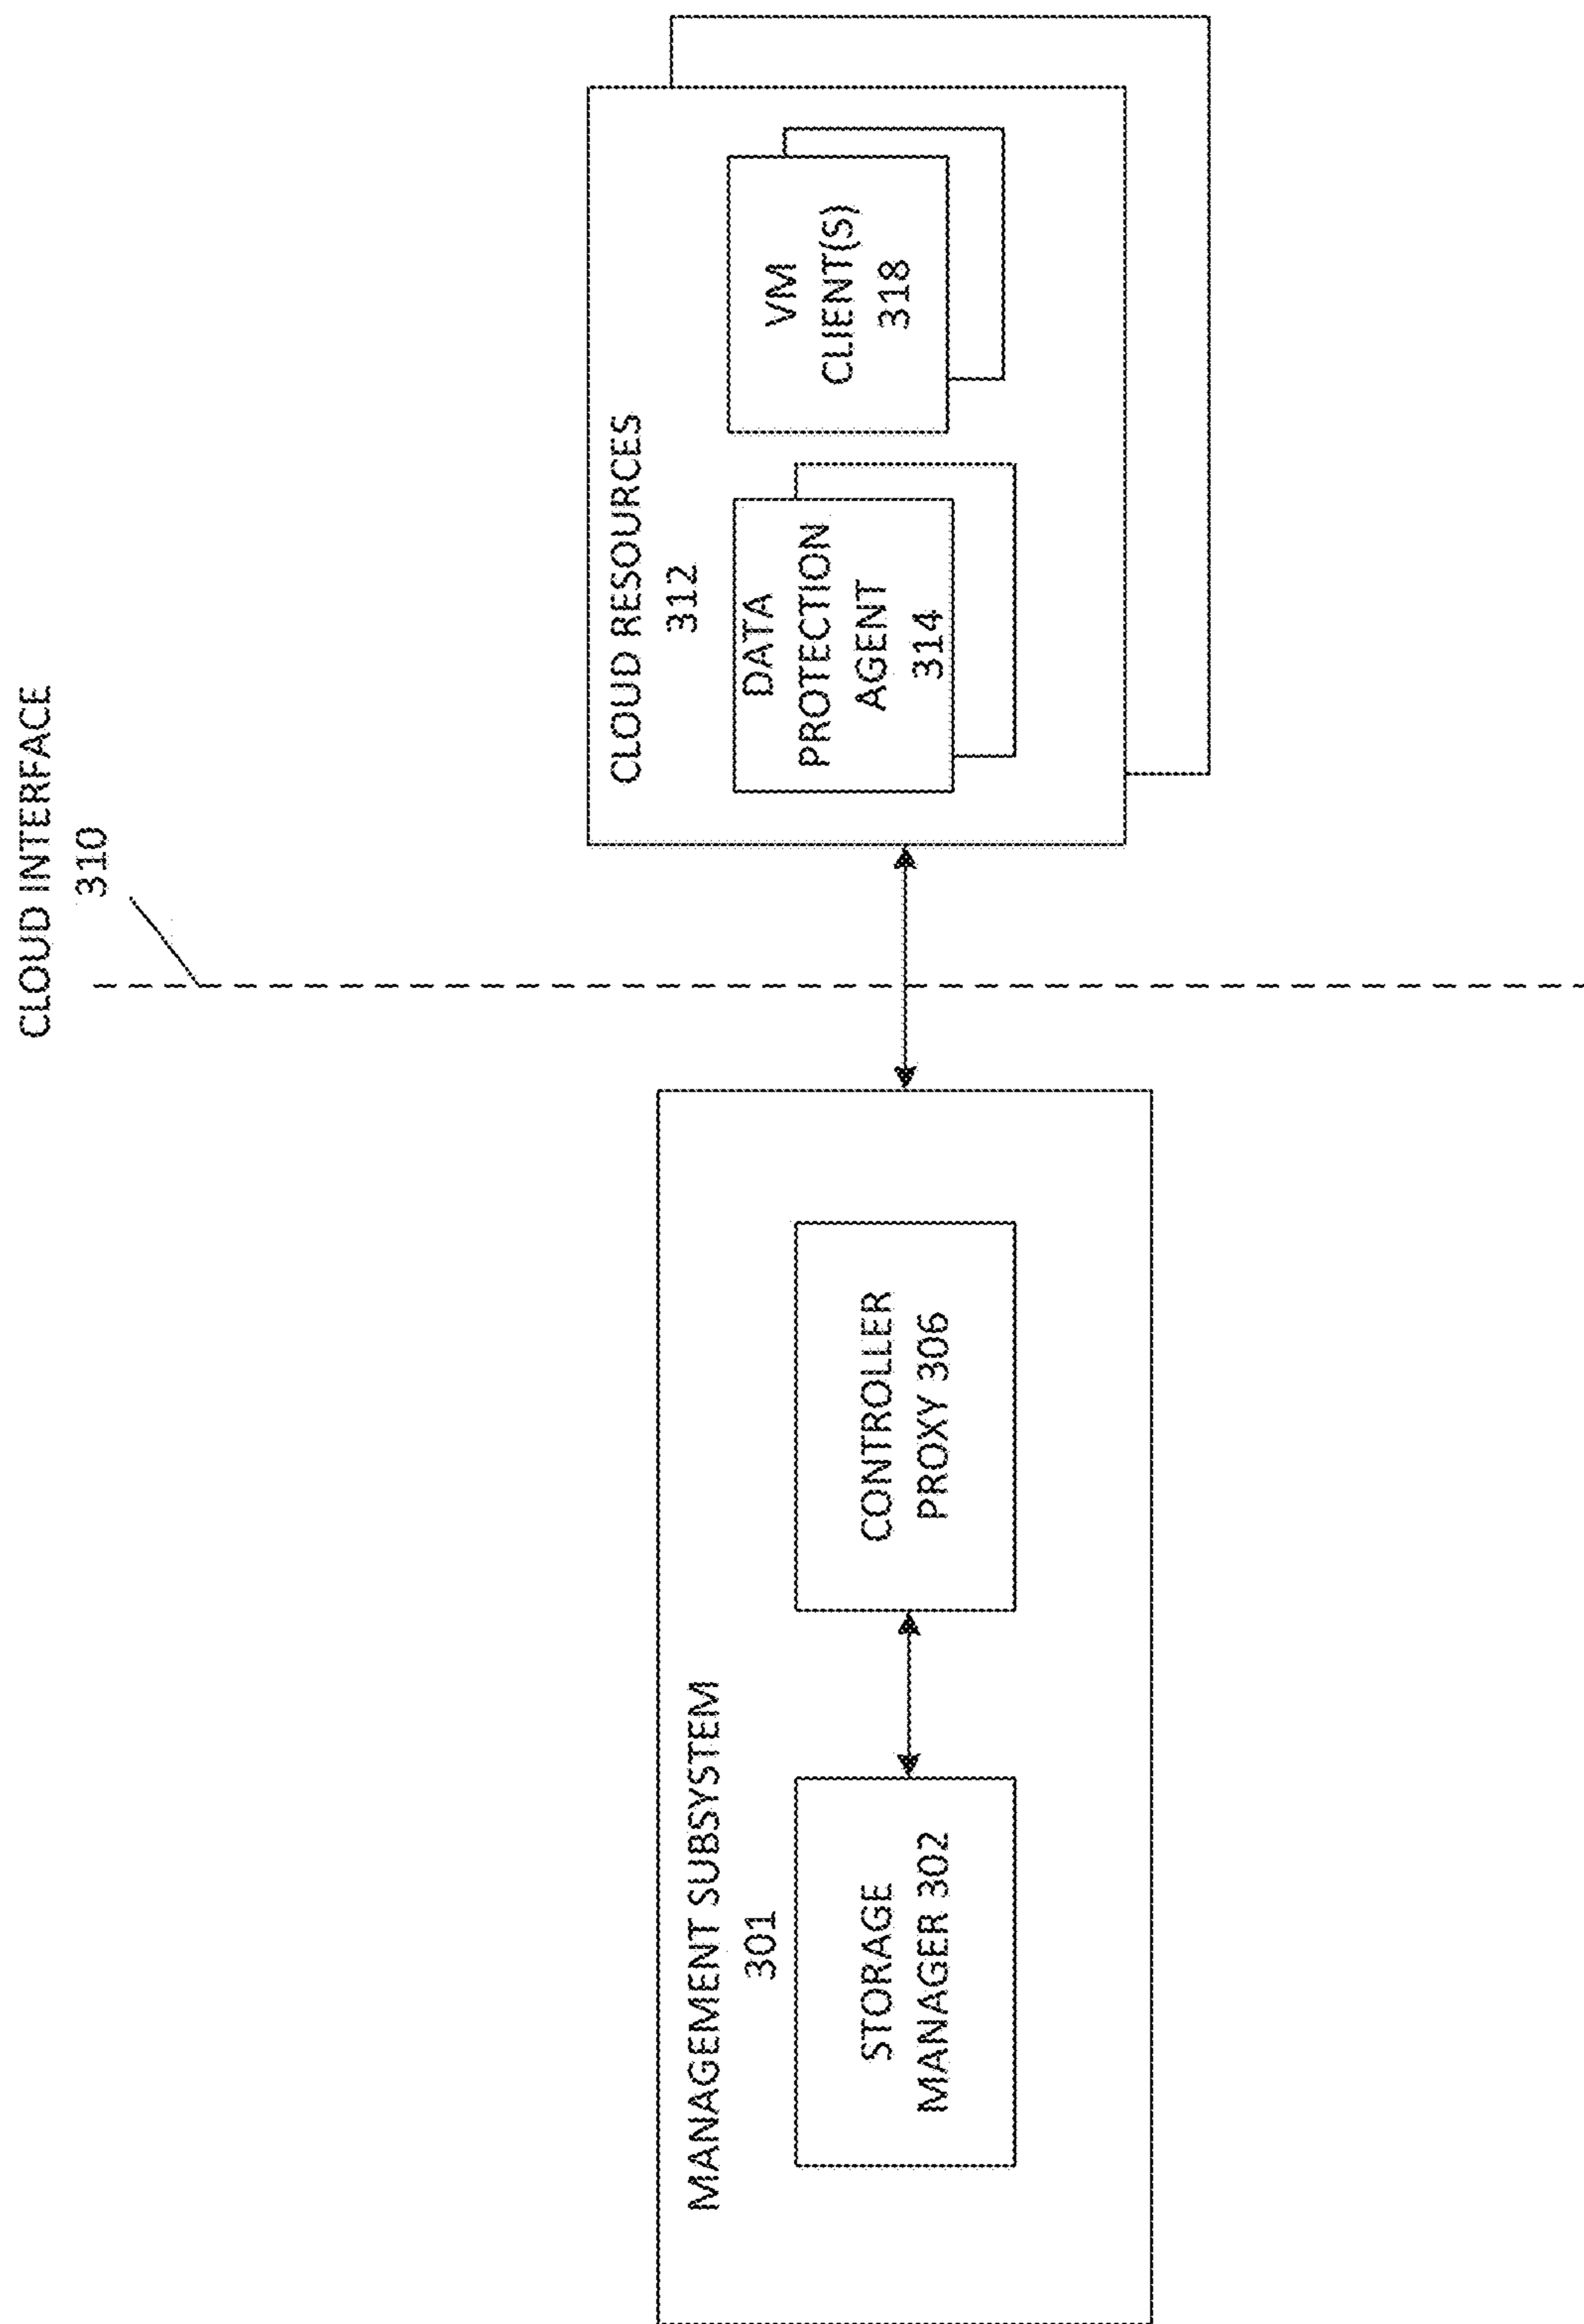 CLOUD INTERFACE
310
MANAGEMENT SUBSYSTEM
301
STORAGE
MANAGER 302
CONTROLLER
PROXY 306
CLOUD RESOURCES
312
DATA
PROTECTION
AGENT
314
VM
CLIENT(S)
318